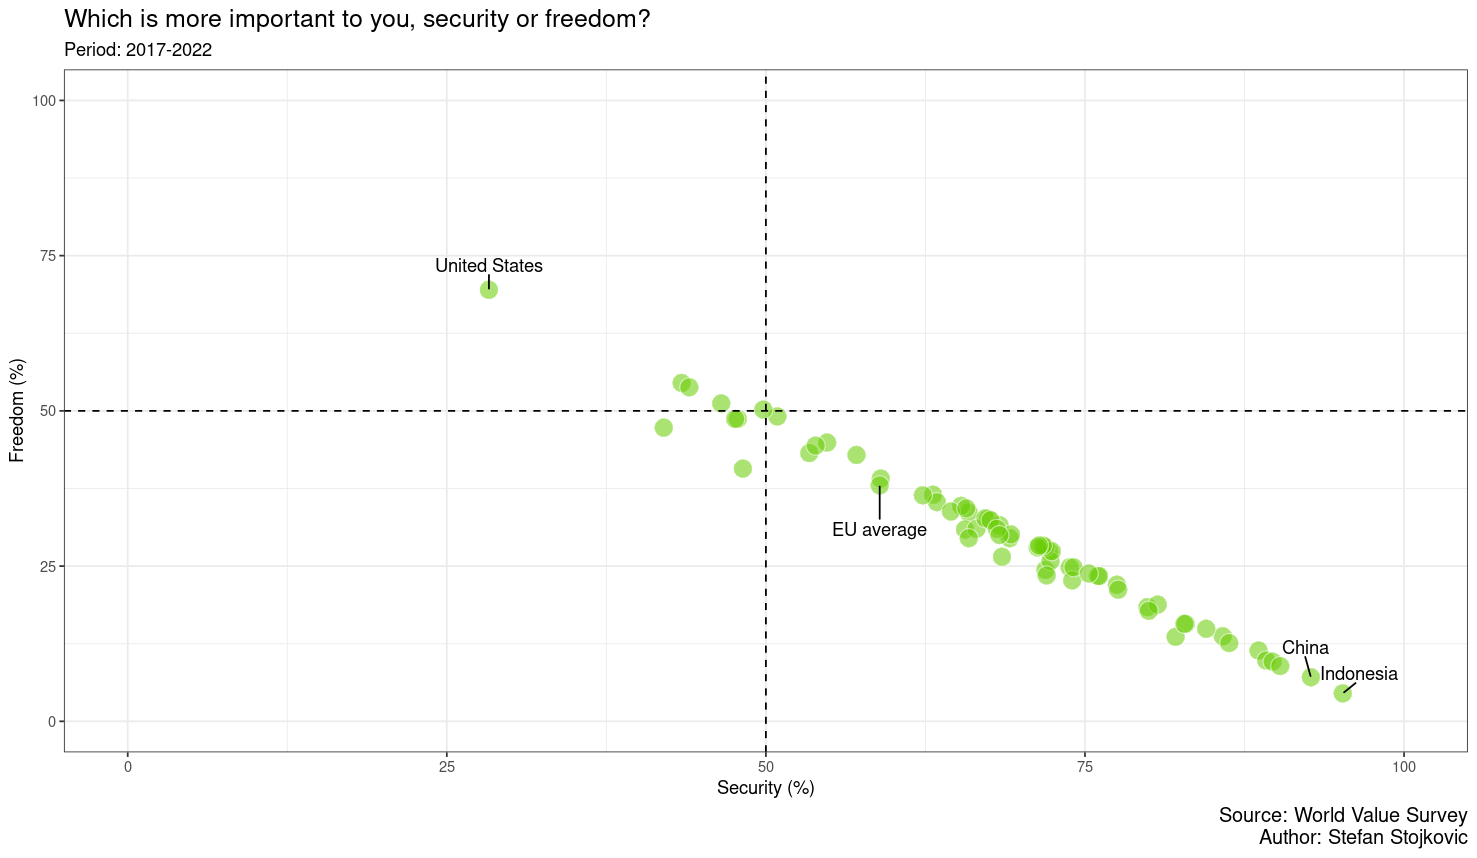 Which is more important to you, security or freedom?
Period: 2017-2022
100
75
50
25
0
Freedom (%)
United States
EU average
China
Indonesia
0
25
50
75
100
Security (%)
Source: World Value Survey
Author: Stefan Stojkovic